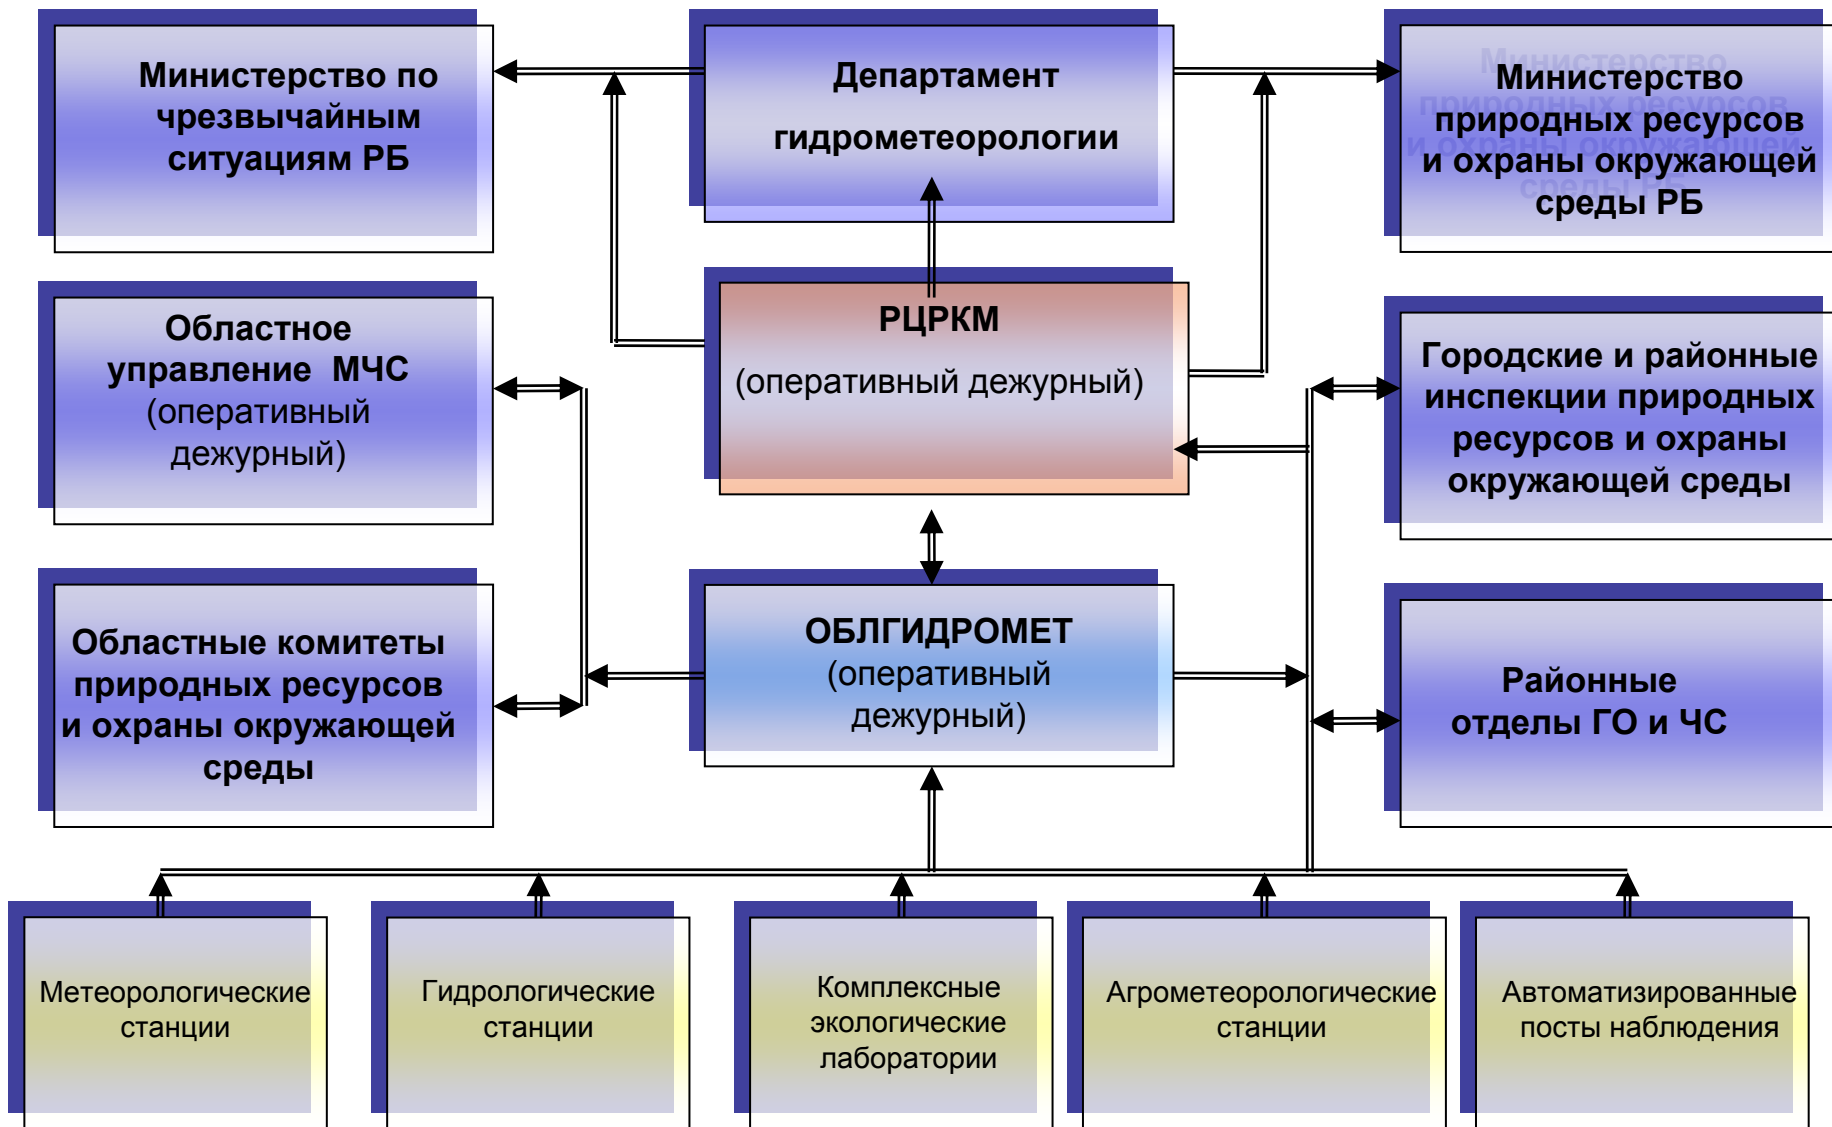 Министерство по
чрезвычайным
ситуациям РБ
Департамент
гидрометеорологии
Министерство
природных ресурсов
и охраны окружающей
среды РБ
Областное
управление МЧС
(оперативный
дежурный)
РЦРКМ
(оперативный дежурный)
Городские и районные
инспекции природных
ресурсов и охраны
окружающей среды
Областные комитеты
природных ресурсов
и охраны окружающей
среды
ОБЛГИДРОМЕТ
(оперативный
дежурный)
Районные
отделы ГО и ЧС
Метеорологические
станции
Гидрологические
станции
Комплексные
экологические
лаборатории
Агрометеорологические
станции
Автоматизированные
посты наблюдения